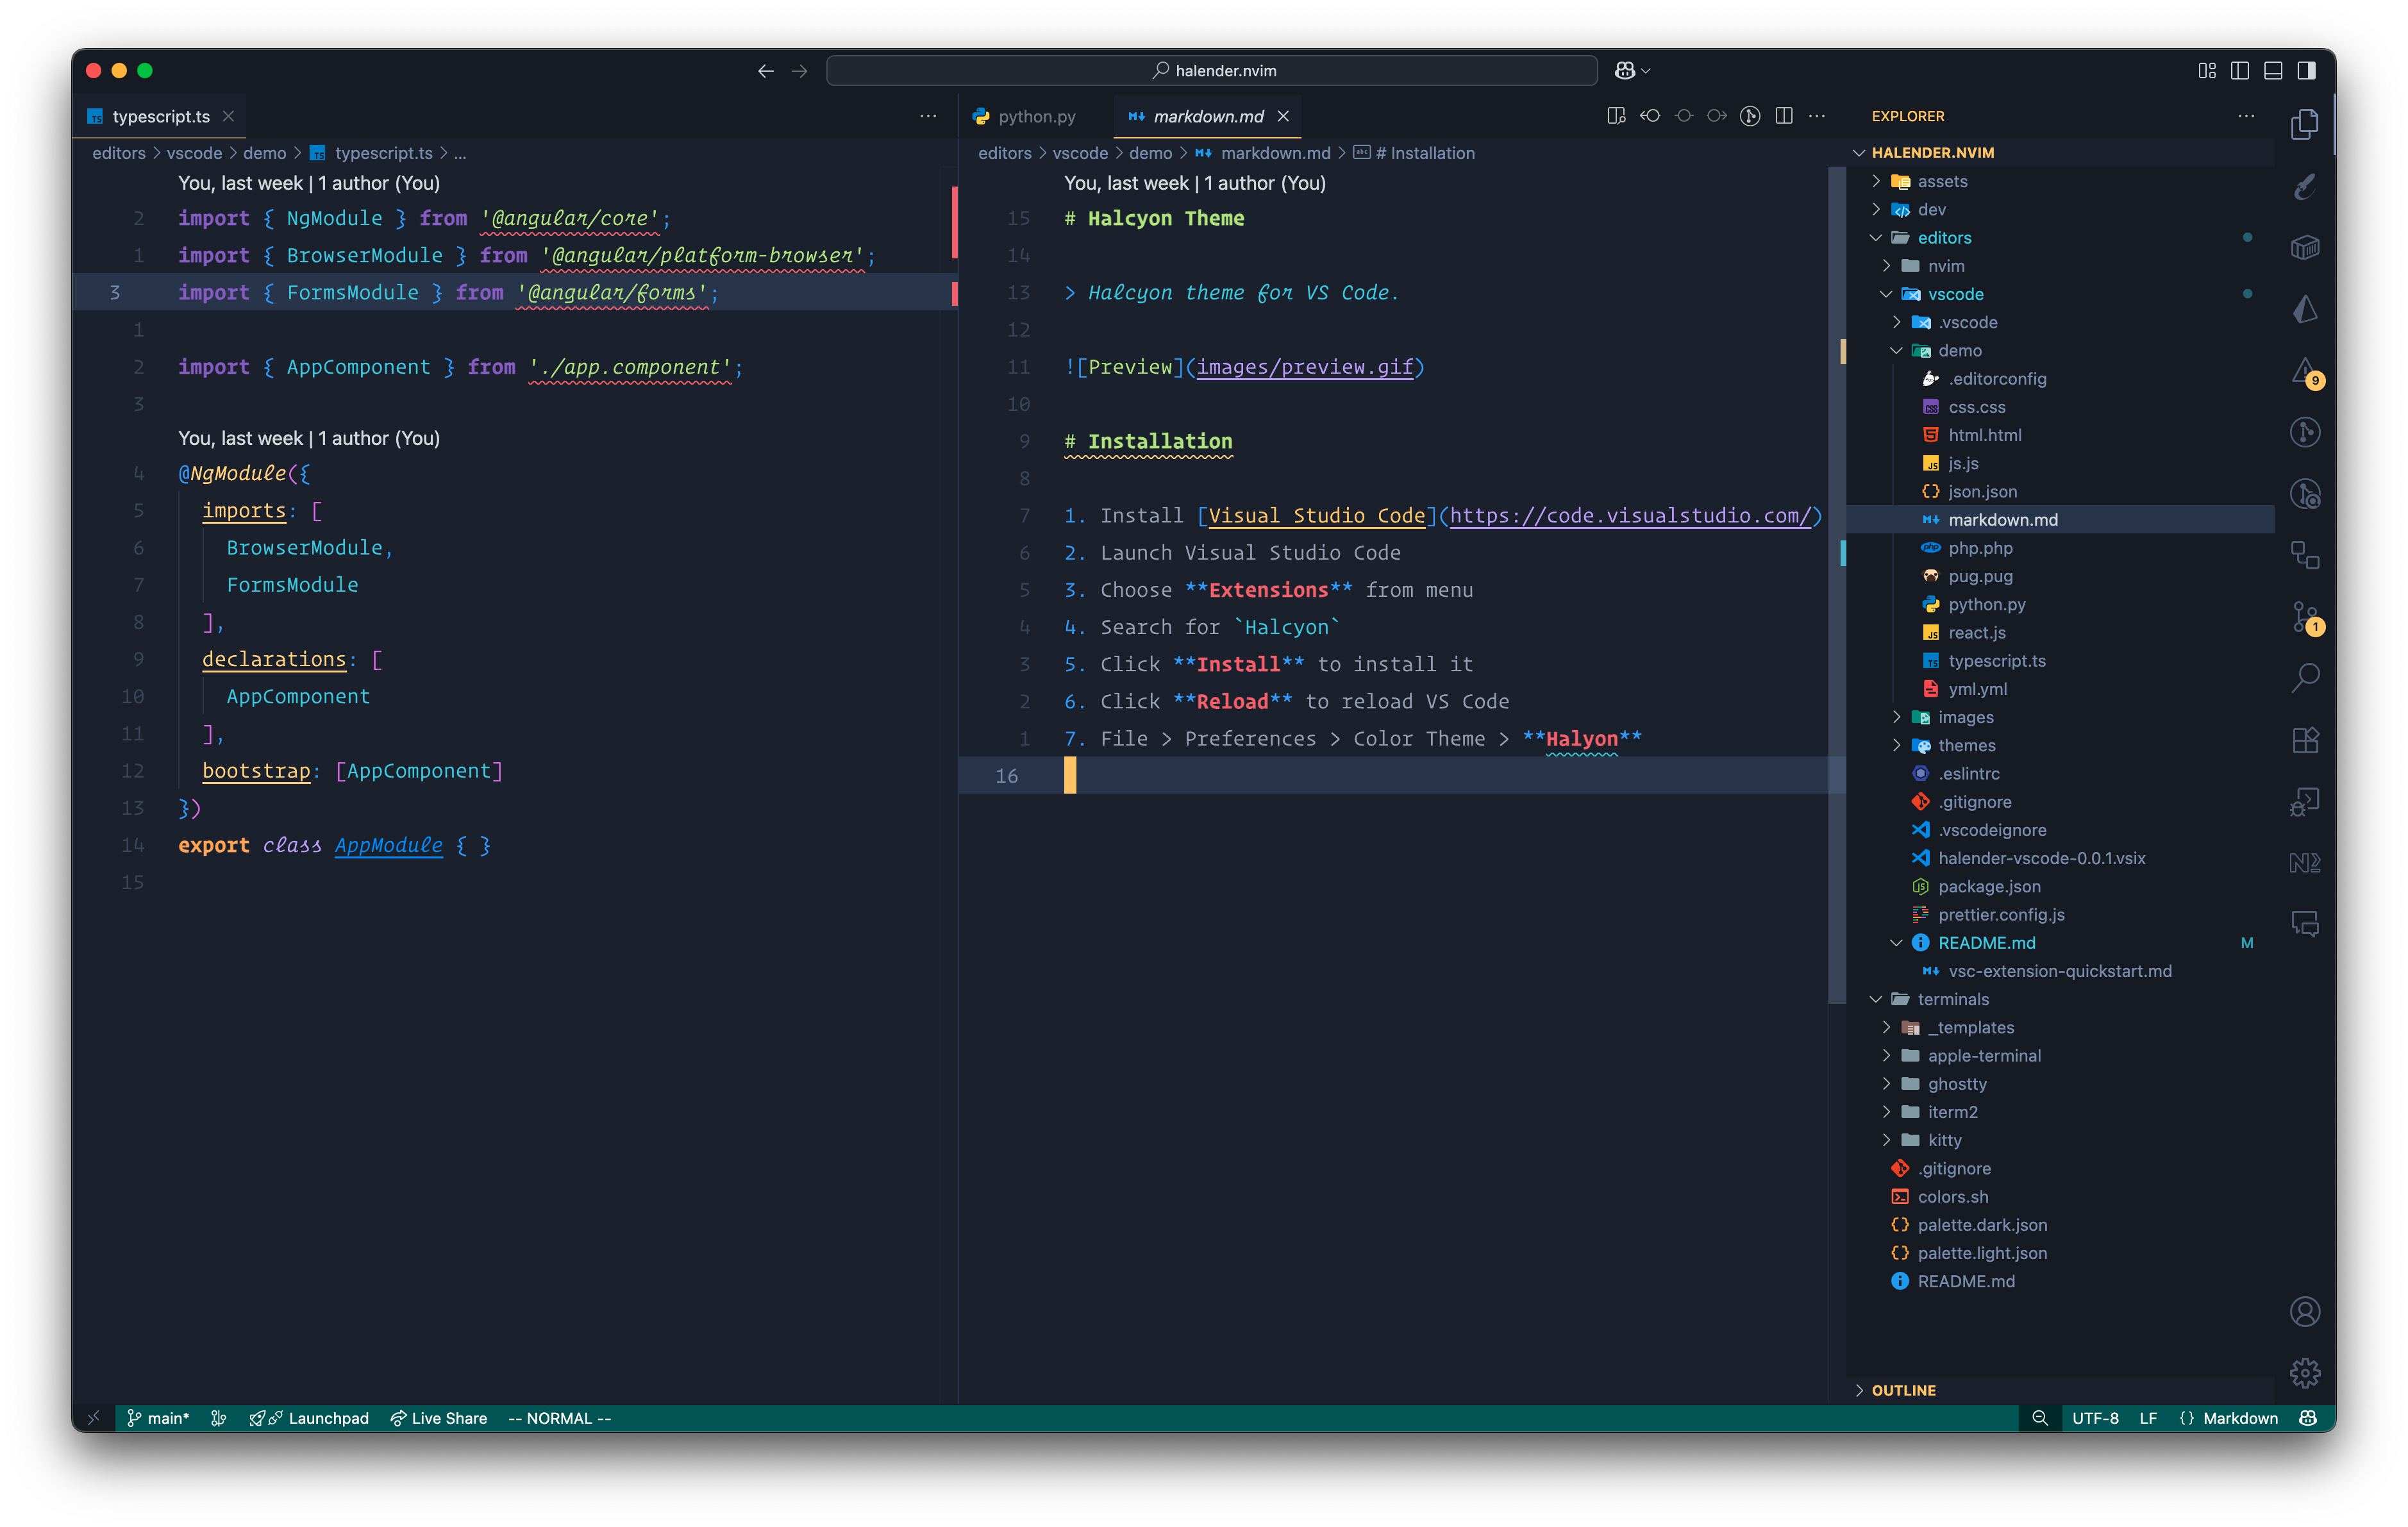 halender.nvim
typescript.ts
editors > vscode > demo > typescript.ts > ...
You, last week | 1 author (You)
2 import { NgModule } from '@angular/core';
1 import { BrowserModule } from '@angular/platform-browser';
3 import { FormsModule } from '@angular/forms';
1
2 import { AppComponent } from './app.component';
3
You, last week | 1 author (You)
4 @NgModule({
5 imports: [
6 BrowserModule,
7 FormsModule
8 ],
9 declarations: [
10 AppComponent
11 ],
12 bootstrap: [AppComponent]
13 })
14 export class AppModule { }
15
python.py markdown.md
editors > vscode > demo > markdown.md > # Installation
You, last week | 1 author (You)
15 # Halcyon Theme
14
13 > Halcyon theme for VS Code.
12
11 ![Preview](images/preview.gif)
10
9 # Installation
8
7 1. Install [Visual Studio Code](https://code.visualstudio.com/)
6 2. Launch Visual Studio Code
5 3. Choose **Extensions** from menu
4 4. Search for `Halcyon`
3 5. Click **Install** to install it
2 6. Click **Reload** to reload VS Code
1 7. File > Preferences > Color Theme > **Halyon**
16
EXPLORER
HALENDER.NVIM
assets
dev
editors
nvim
vscode
.vscode
demo
.editorconfig
css.css
html.html
js.js
json.json
markdown.md
php.php
pug.pug
python.py
react.js
typescript.ts
yml.yml
images
themes
.eslintrc
.gitignore
.vscodeignore
halender-vscode-0.0.1.vsix
package.json
prettier.config.js
README.md M
vsc-extension-quickstart.md
terminals
_templates
apple-terminal
ghostty
iterm2
kitty
.gitignore
colors.sh
palette.dark.json
palette.light.json
README.md
OUTLINE
9
1
main* Launchpad Live Share -- NORMAL --
UTF-8 LF {} Markdown